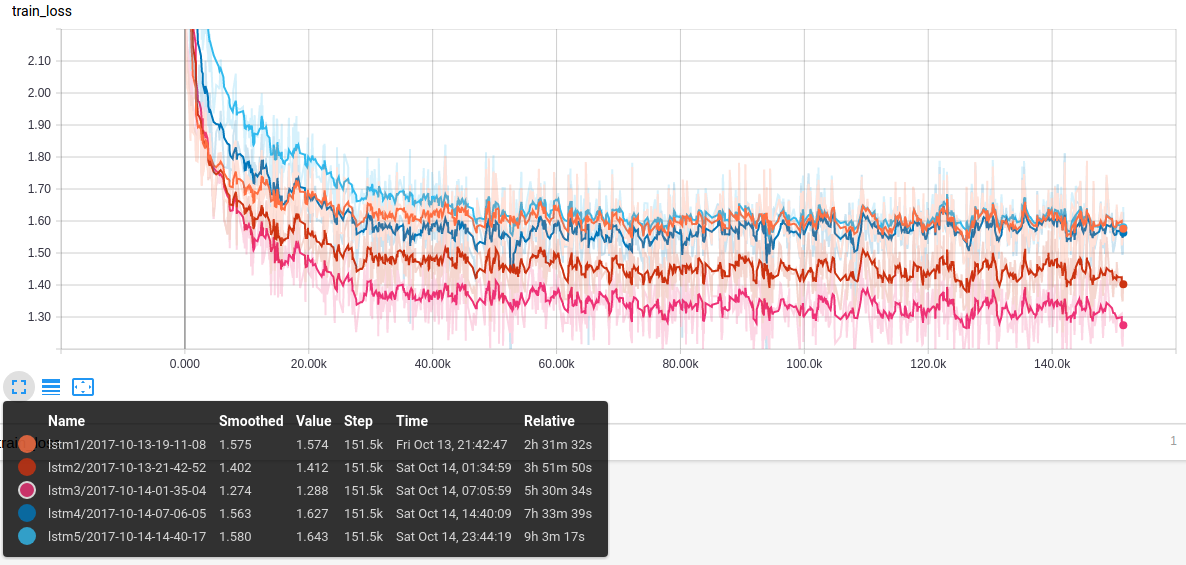 train_loss
2.10
2.00
1.90
1.80
1.70
1.60
1.50
1.40
1.30
0.000 20.00k 40.00k 60.00k 80.00k 100.0k 120.0k 140.0k
Name Smoothed Value Step Time Relative
lstm1/2017-10-13-19-11-08 1.575 1.574 151.5k Fri Oct 13, 21:42:47 2h 31m 32s
lstm2/2017-10-13-21-42-52 1.402 1.412 151.5k Sat Oct 14, 01:34:59 3h 51m 50s
lstm3/2017-10-14-01-35-04 1.274 1.288 151.5k Sat Oct 14, 07:05:59 5h 30m 34s
lstm4/2017-10-14-07-06-05 1.563 1.627 151.5k Sat Oct 14, 14:40:09 7h 33m 39s
lstm5/2017-10-14-14-40-17 1.580 1.643 151.5k Sat Oct 14, 23:44:19 9h 3m 17s
1